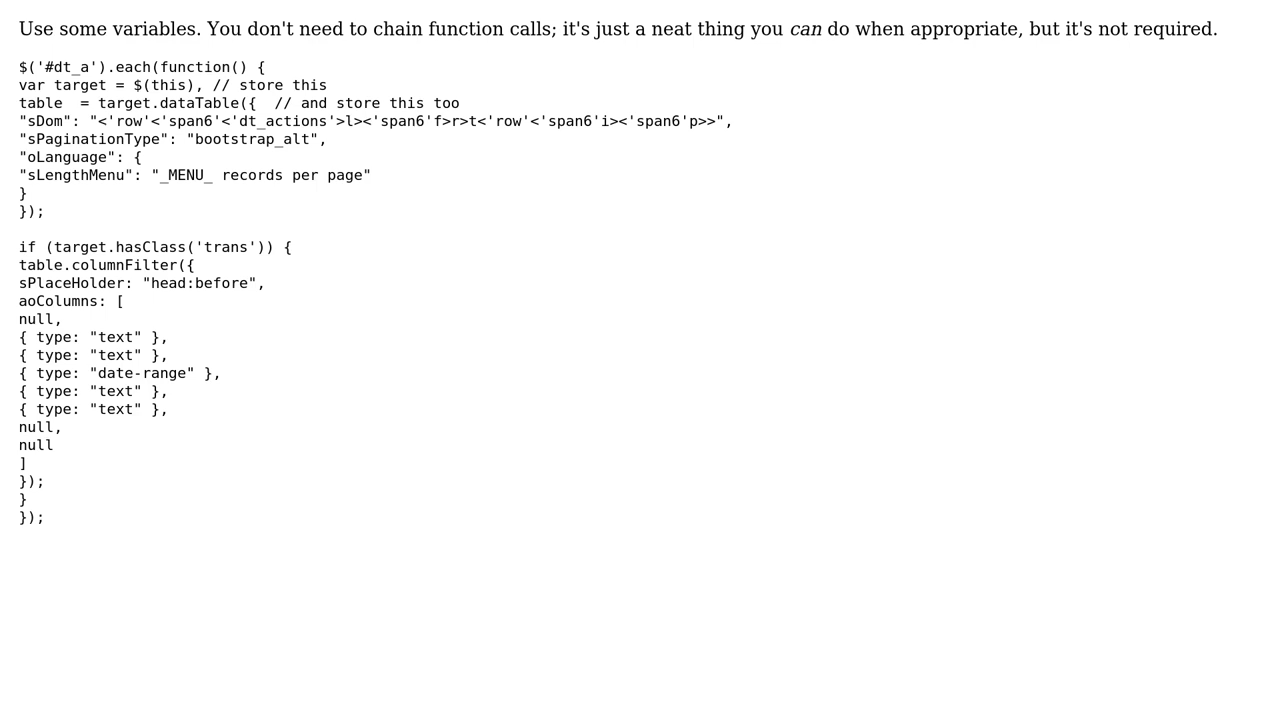 Use some variables. You don't need to chain function calls; it's just a neat thing you can do when appropriate, but it's not required.
$('#dt_a').each(function() {
var target = $(this), // store this
table  = target.dataTable({  // and store this too
"sDom": "<'row'<'span6'<'dt_actions'>l><'span6'f>r>t<'row'<'span6'i><'span6'p>>",
"sPaginationType": "bootstrap_alt",
"oLanguage": {
"sLengthMenu": "_MENU_ records per page"
}
});

if (target.hasClass('trans')) {
table.columnFilter({
sPlaceHolder: "head:before",
aoColumns: [
null,
{ type: "text" },
{ type: "text" },
{ type: "date-range" },
{ type: "text" },
{ type: "text" },
null,
null
]
});
}
});